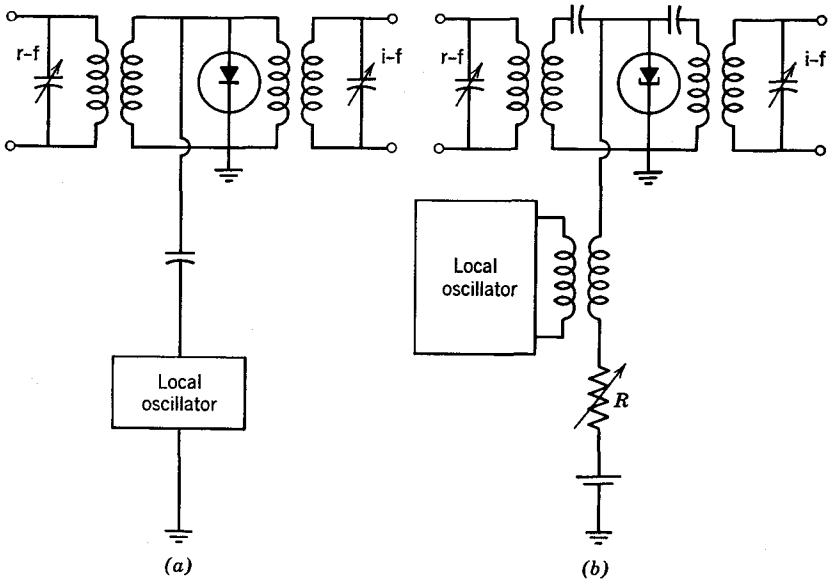 r-f
i-f
Local
oscillator
(a)
r-f
i-f
Local
oscillator
R
(b)